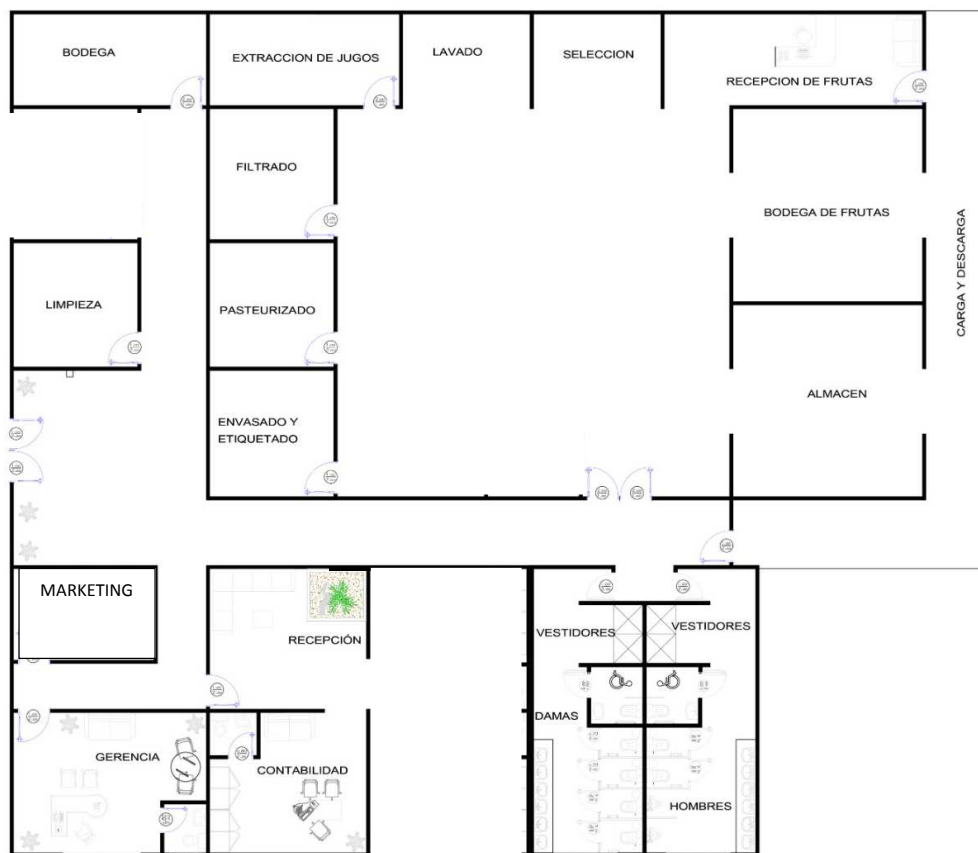 BODEGA
EXTRACCION DE JUGOS
LAVADO
SELECCION
RECEPCION DE FRUTAS
FILTRADO
BODEGA DE FRUTAS
CARGA Y DESCARGA
LIMPIEZA
PASTEURIZADO
ALMACEN
ENVASADO Y
ETIQUETADO
MARKETING
RECEPCIÓN
VESTIDORES
VESTIDORES
DAMAS
GERENCIA
CONTABILIDAD
HOMBRES